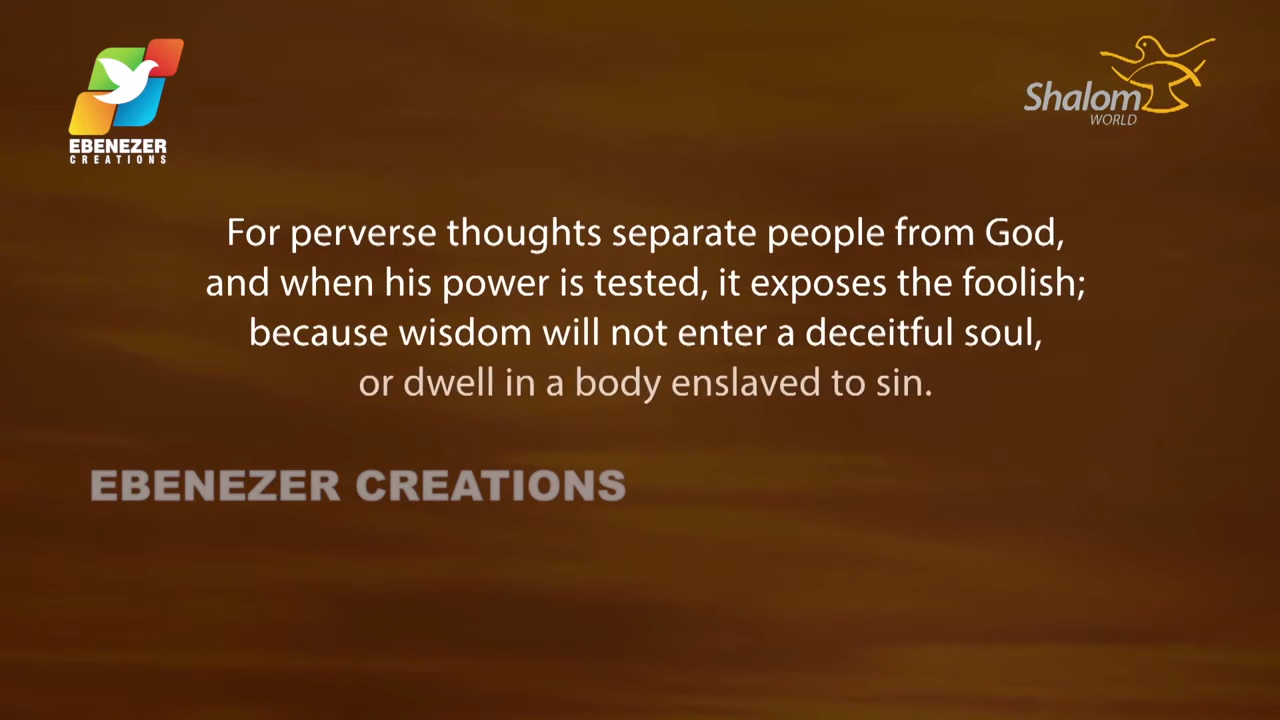 EBENEZER
CREATIONS
Shalom
WORLD
For perverse thoughts separate people from God,
and when his power is tested, it exposes the foolish;
because wisdom will not enter a deceitful soul,
or dwell in a body enslaved to sin.
EBENEZER CREATIONS